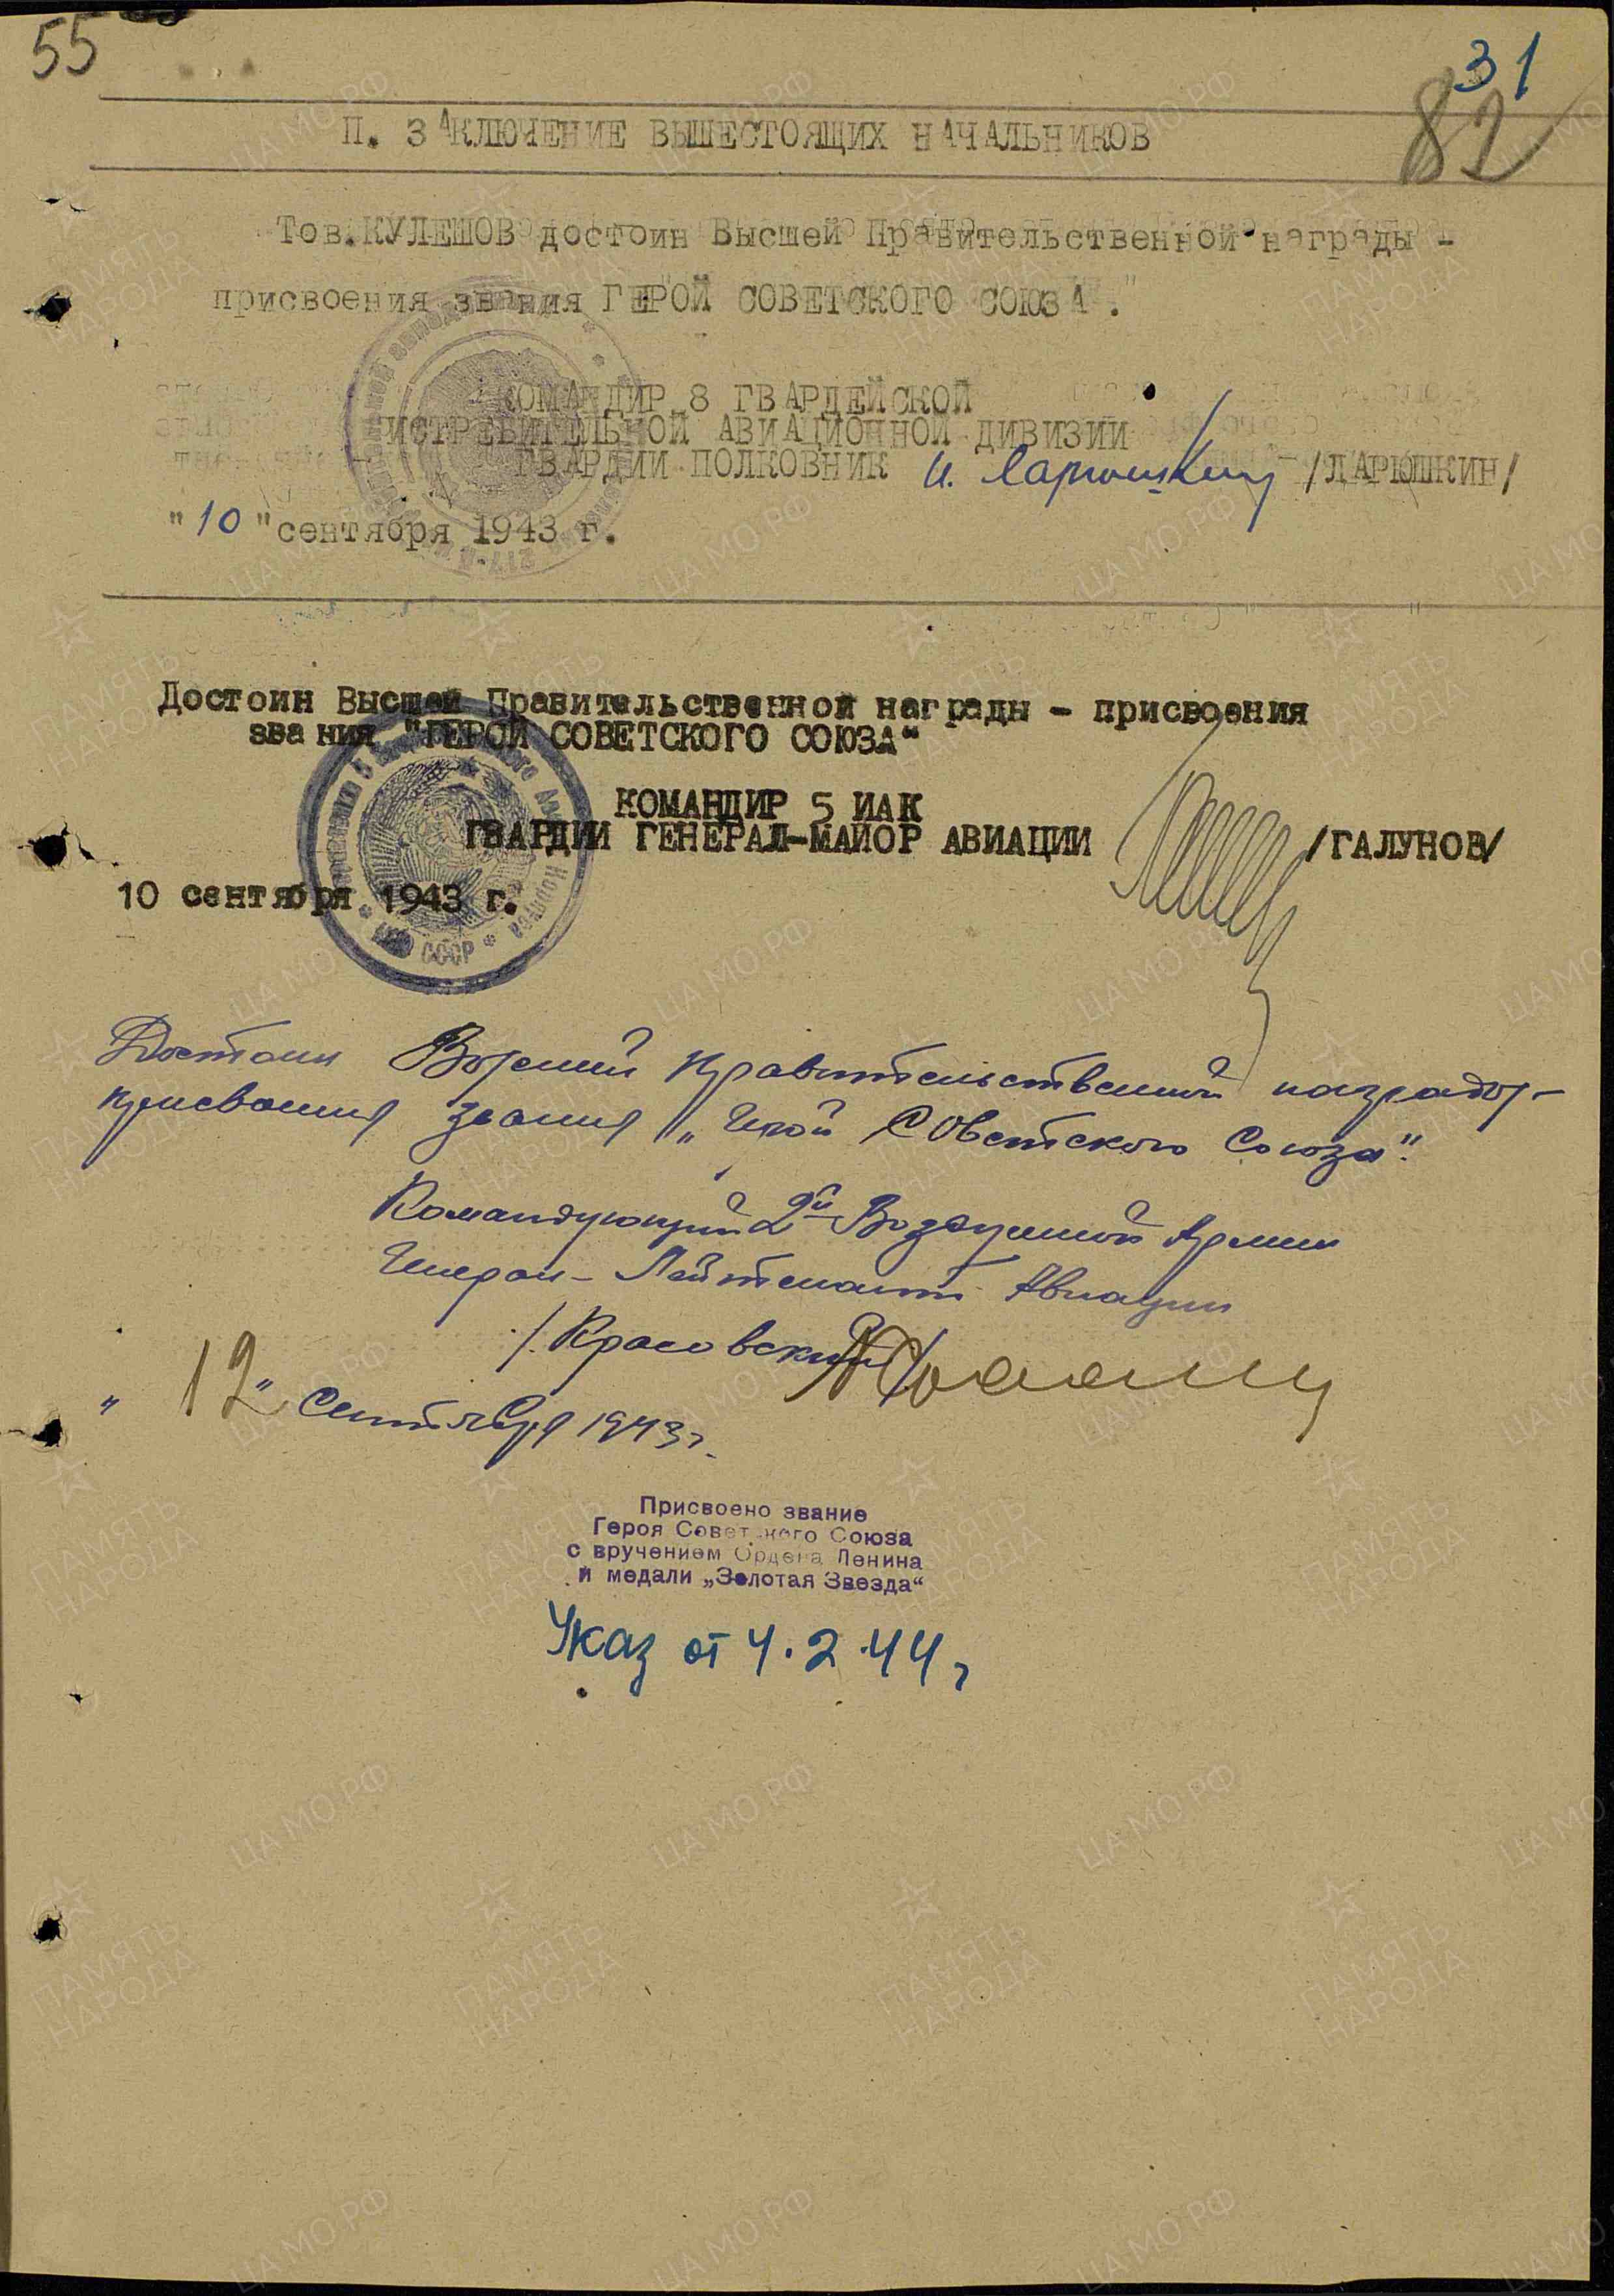 55
31
82
П. ЗАКЛЮЧЕНИЕ ВЫШЕСТОЯЩИХ НАЧАЛЬНИКОВ
Тов.КУЛЕШОВ достоин Высшей Правительственной награды -
присвоения звания ГЕРОЙ СОВЕТСКОГО СОЮЗА".
КОМАНДИР 8 ГВАРДЕЙСКОЙ
ИСТРЕБИТЕЛЬНОЙ АВИАЦИОННОЙ ДИВИЗИИ
ГВАРДИИ ПОЛКОВНИК И. Ларюшкин /ЛАРЮШКИН/
"10" сентября 1943 г.
Достоин Высшей Правительственной награды - присвоения
звания "ГЕРОЙ СОВЕТСКОГО СОЮЗА"
КОМАНДИР 5 ИАК
ГВАРДИИ ГЕНЕРАЛ-МАЙОР АВИАЦИИ /ГАЛУНОВ/
10 сентября 1943 г.
СССР
Достоин Высшей правительственной награды -
присвоения звания „Герой Советского Союза".
Командующий 2й Воздушной Армии
Генерал-Лейтенант Авиации
/Красовский/
"12" Сентября 1943 г.
Присвоено звание
Героя Советского Союза
с вручением Ордена Ленина
и медали „Золотая Звезда"
Указ от 4.2.44 г